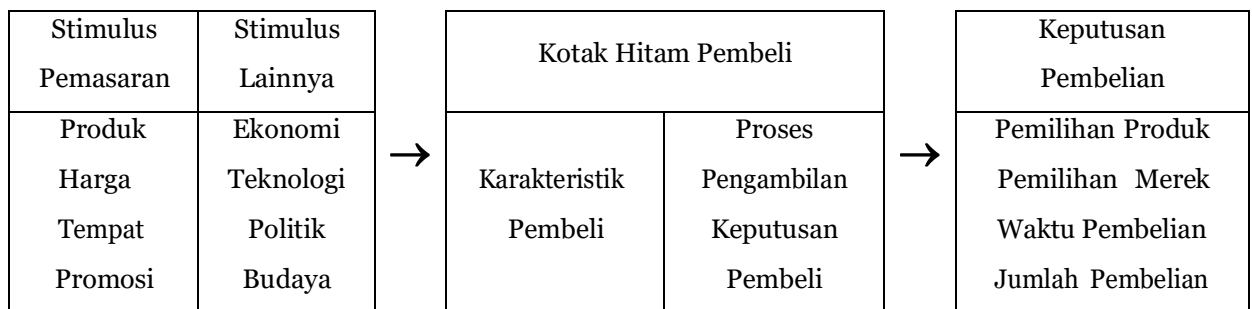 Stimulus
Pemasaran
Stimulus
Lainnya
Produk
Harga
Tempat
Promosi
Ekonomi
Teknologi
Politik
Budaya
→
Kotak Hitam Pembeli
Karakteristik
Pembeli
Proses
Pengambilan
Keputusan
Pembeli
→
Keputusan
Pembelian
Pemilihan Produk
Pemilihan Merek
Waktu Pembelian
Jumlah Pembelian